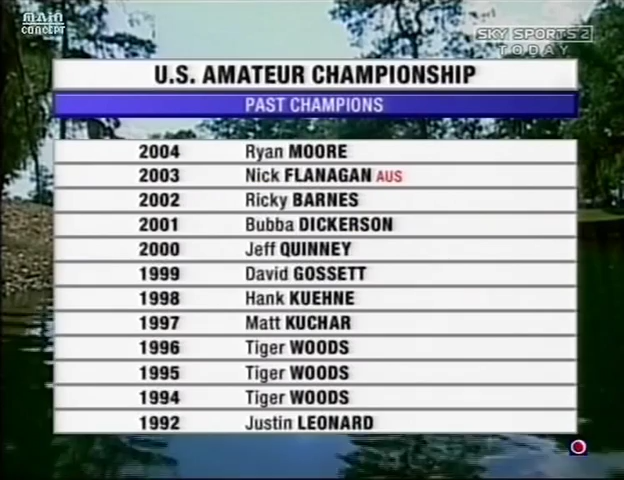 MAIN
CONCEPT
SKY SPORTS 2
TODAY
U.S. AMATEUR CHAMPIONSHIP
PAST CHAMPIONS
2004 Ryan MOORE
2003 Nick FLANAGAN AUS
2002 Ricky BARNES
2001 Bubba DICKERSON
2000 Jeff QUINNEY
1999 David GOSSETT
1998 Hank KUEHNE
1997 Matt KUCHAR
1996 Tiger WOODS
1995 Tiger WOODS
1994 Tiger WOODS
1992 Justin LEONARD